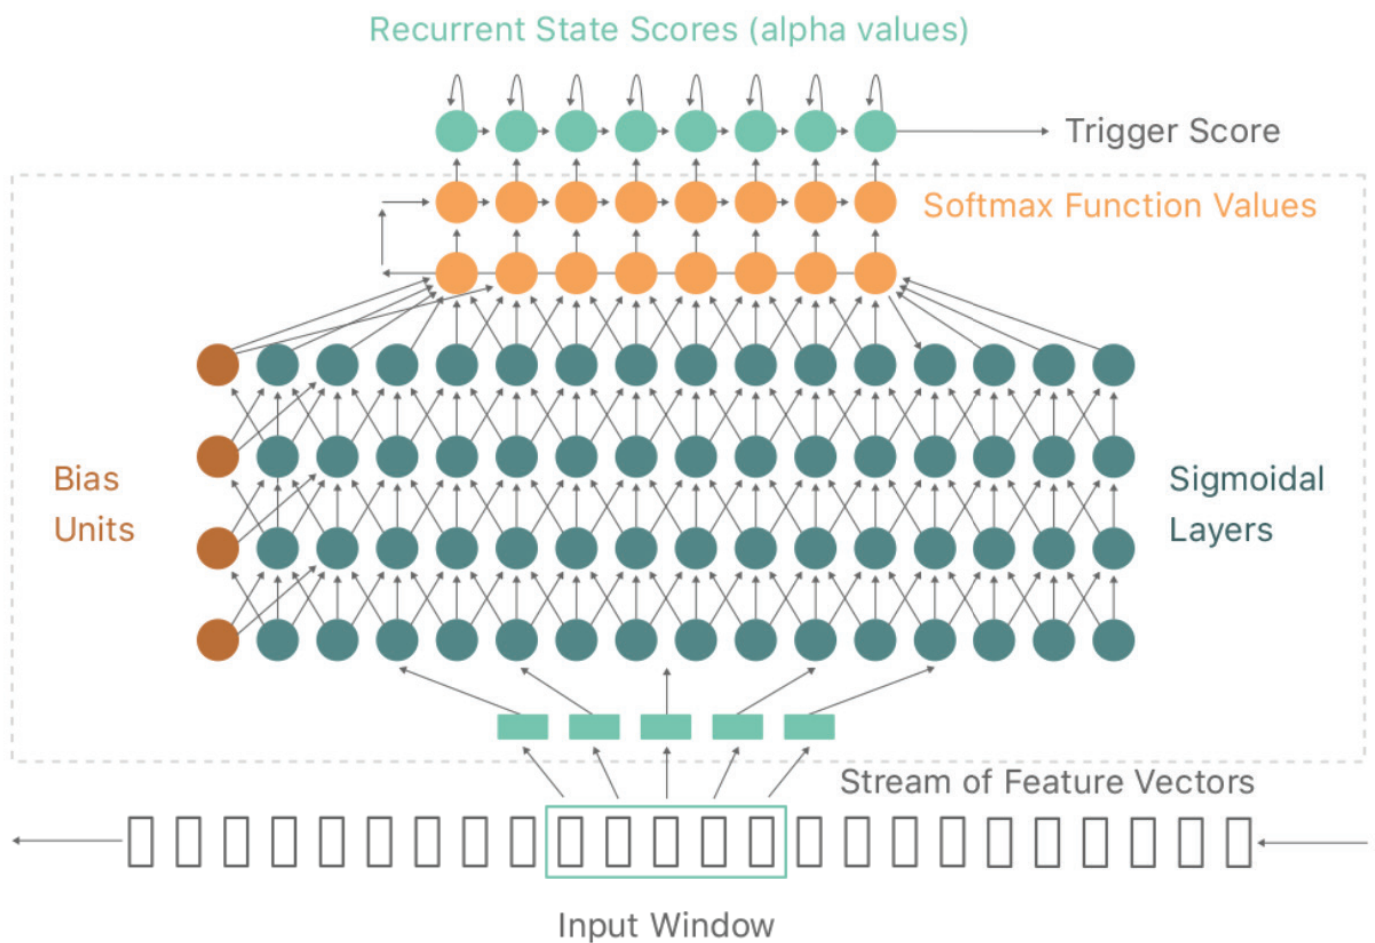 Recurrent State Scores (alpha values)
Trigger Score
Softmax Function Values
Bias
Units
Sigmoidal
Layers
Stream of Feature Vectors
Input Window